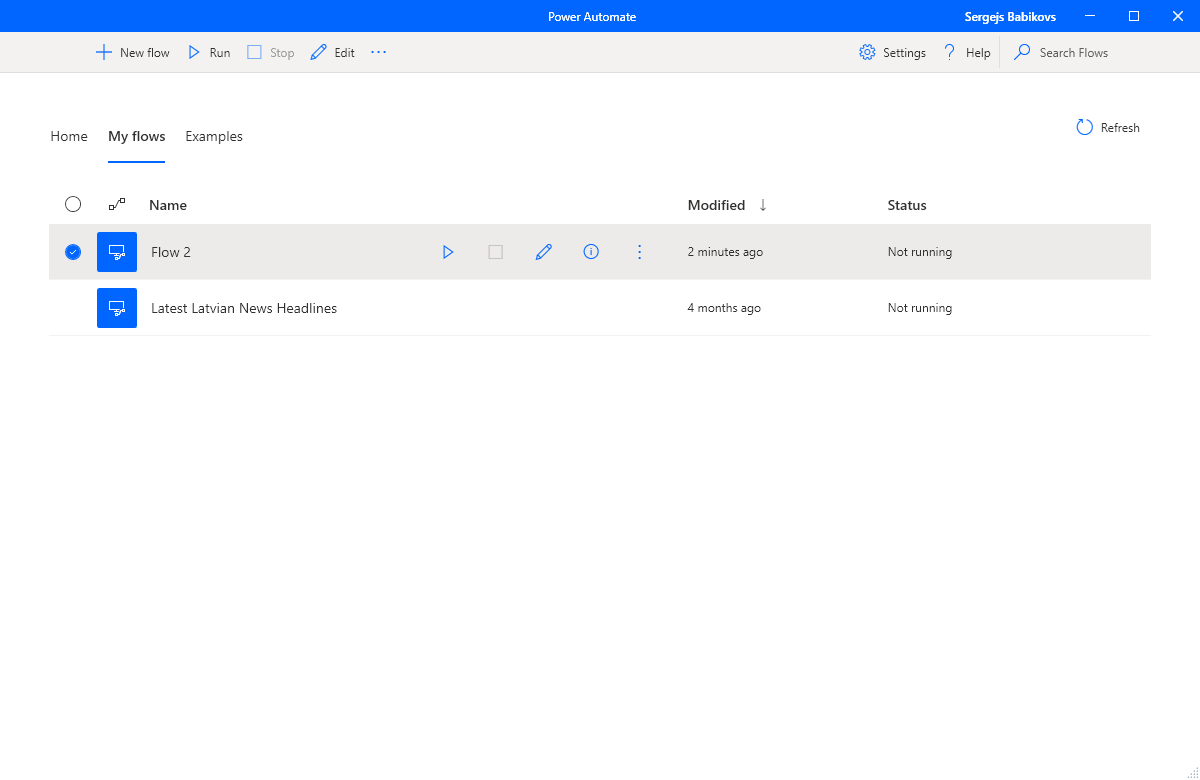 Power Automate
Sergejs Babikovs
New flow Run Stop Edit ···
Settings ? Help Search Flows
Home My flows Examples
Refresh
Name Modified ↓ Status
Flow 2 2 minutes ago Not running
Latest Latvian News Headlines 4 months ago Not running